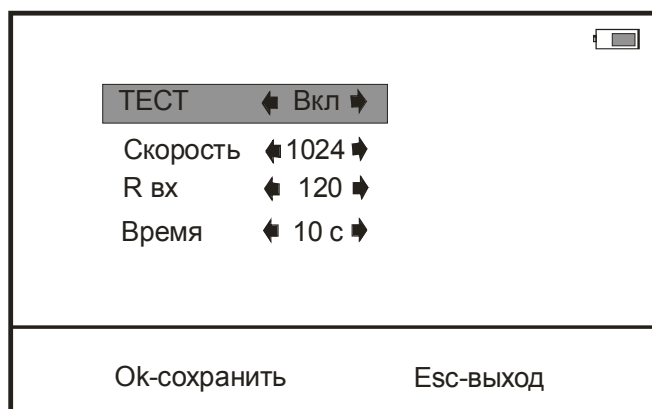 ТЕСТ Вкл
Скорость 1024
R вх 120
Время 10 с
Ok-сохранить Esc-выход